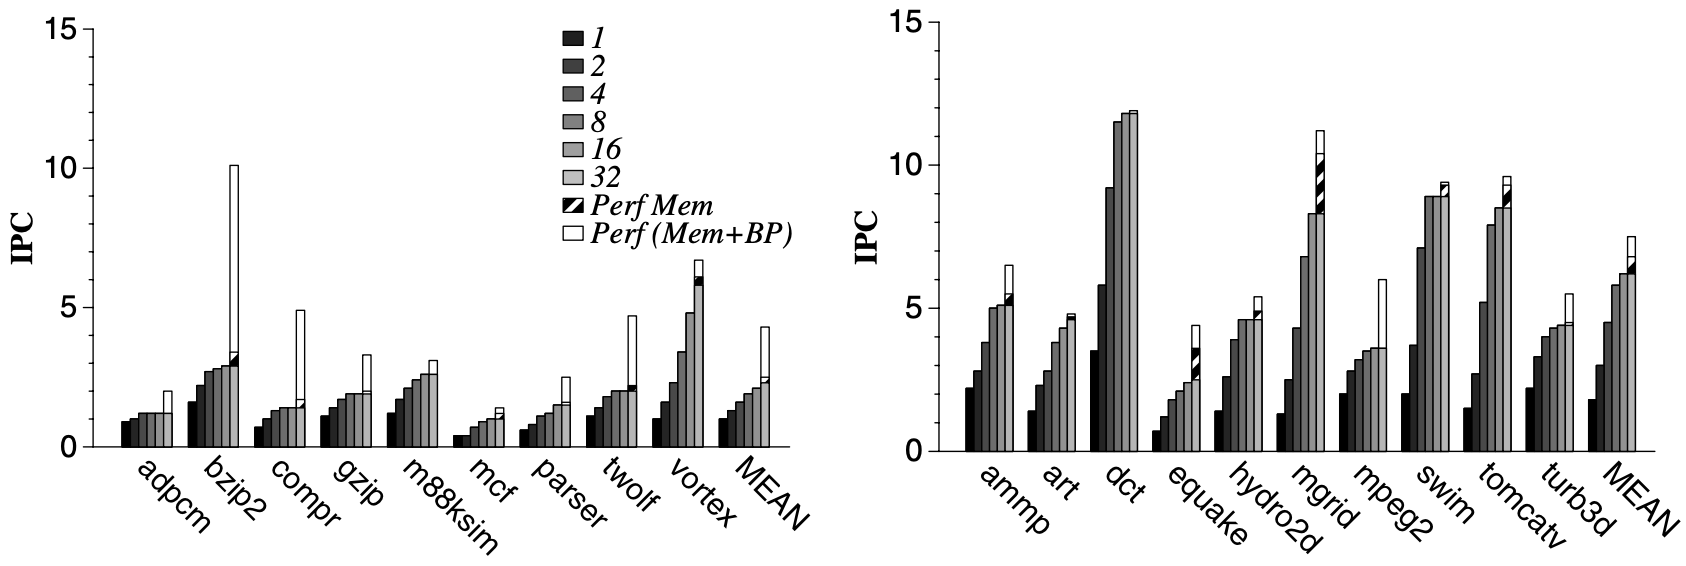 15
10
5
0
IPC
1
2
4
8
16
32
Perf Mem
Perf (Mem+BP)
adpcm
bzip2
compr
gzip
m88ksim
mcf
parser
twolf
vortex
MEAN
15
10
5
0
IPC
ammp
art
dct
equake
hydro2d
mgrid
mpeg2
swim
tomcatv
turb3d
MEAN